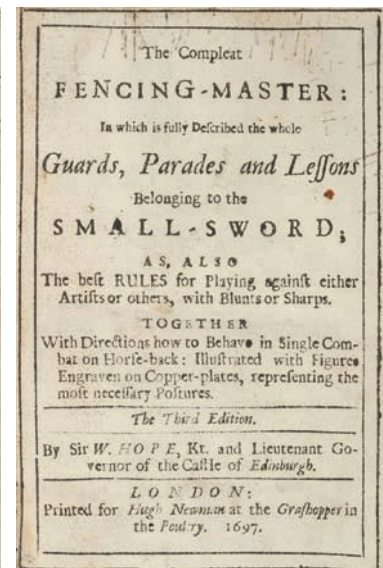 The Compleat
FENCING-MASTER:
In which is fully Deſcribed the whole
Guards, Parades and Leſſons
Belonging to the
SMALL-SWORD;
AS, ALSO
The beſt RULES for Playing againſt either
Artiſts or others, with Blunts or Sharps.
TOGETHER
With Directions how to Behave in Single Com-
bat on Horſe-back: Illuſtrated with Figures
Engraven on Copper-plates, repreſenting the
moſt neceſſary Poſtures.
The Third Edition.
By Sir W. HOPE, Kt. and Lieutenant Go-
vernor of the Caſtle of Edinburgh.
LONDON:
Printed for Hugh Newman at the Graſhopper in
the Poultry. 1697.